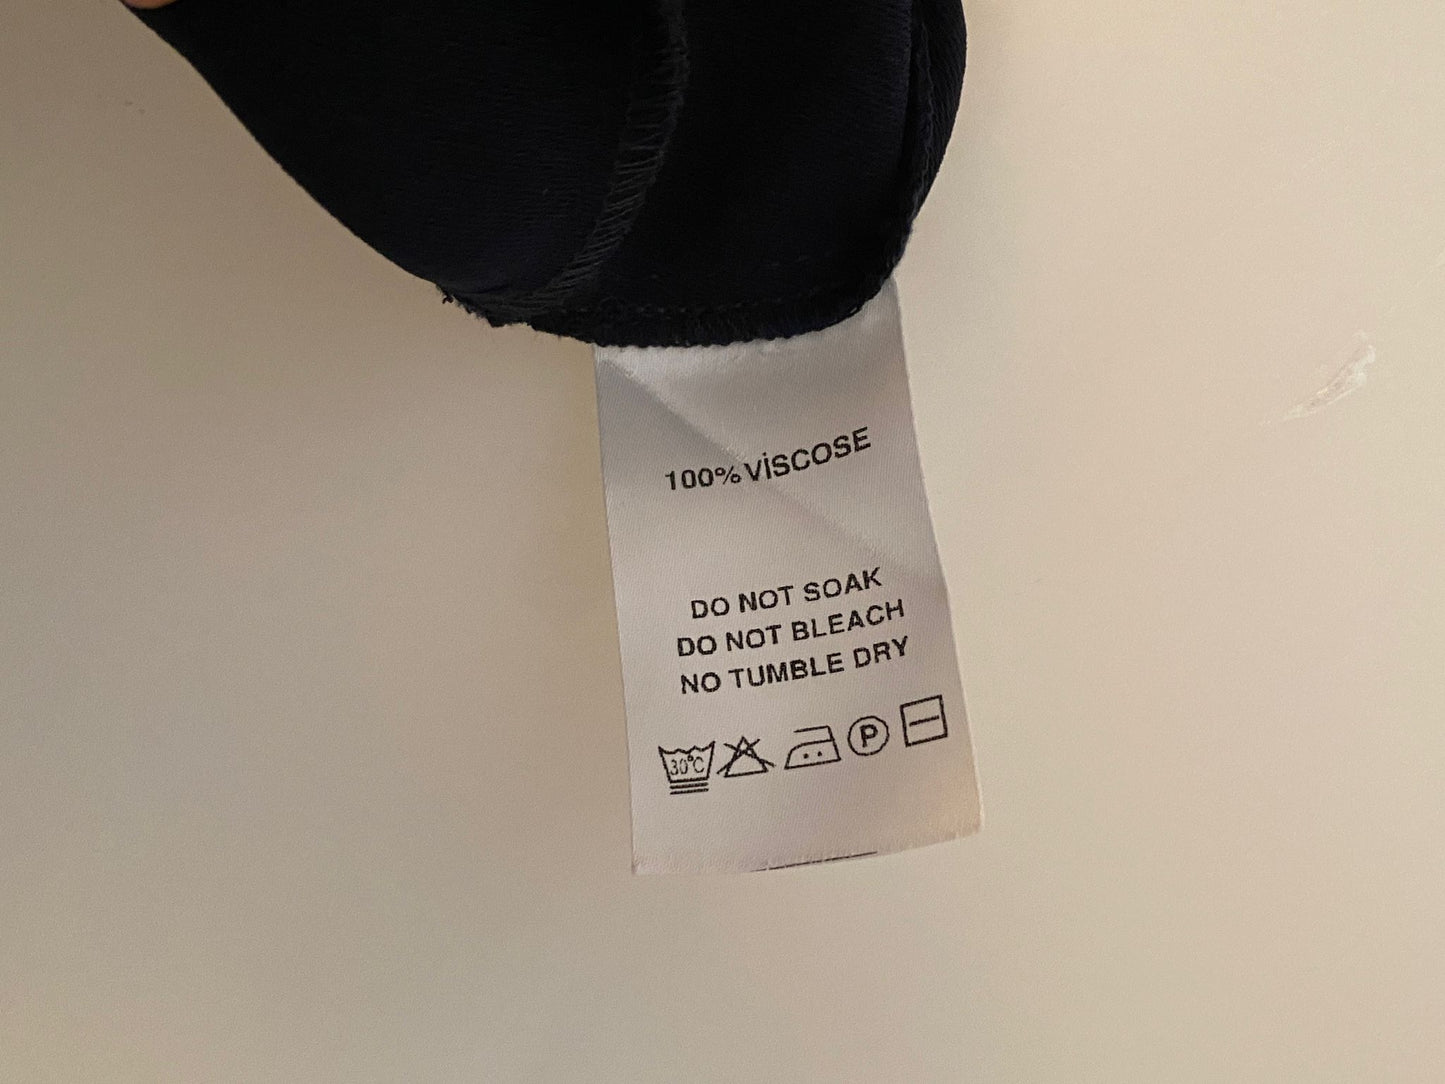 100% VİSCOSE
DO NOT SOAK
DO NOT BLEACH
NO TUMBLE DRY
30°C P